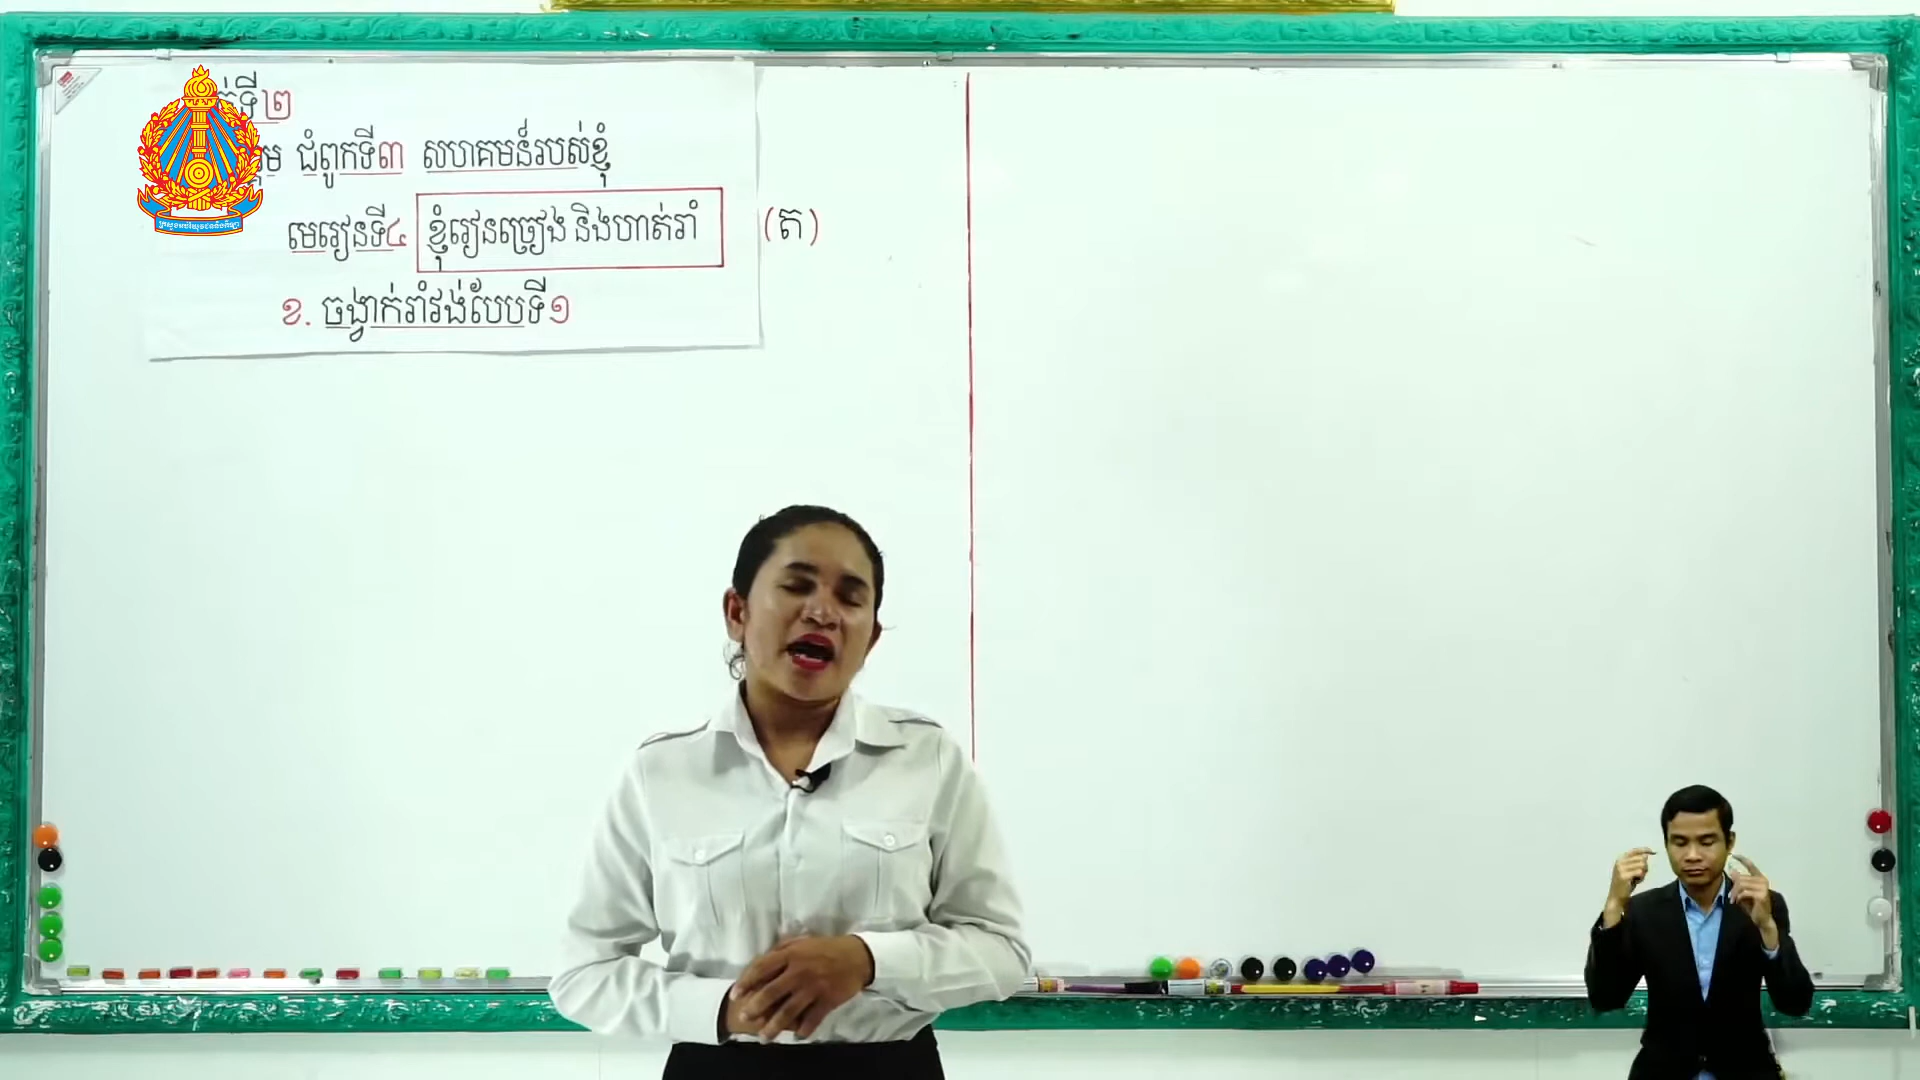 ទី២
ជំពូកទី៣ សហគមន៍របស់ខ្ញុំ
មេរៀនទី៤ ខ្ញុំរៀនច្រៀង និងហាត់រាំ (ត)
ខ. ចង្វាក់រាំវង់បែបទី១